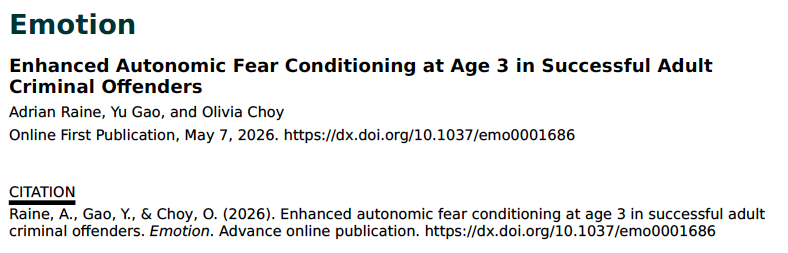 Emotion
Enhanced Autonomic Fear Conditioning at Age 3 in Successful Adult
Criminal Offenders
Adrian Raine, Yu Gao, and Olivia Choy
Online First Publication, May 7, 2026. https://dx.doi.org/10.1037/emo0001686
CITATION
Raine, A., Gao, Y., & Choy, O. (2026). Enhanced autonomic fear conditioning at age 3 in successful adult
criminal offenders. Emotion. Advance online publication. https://dx.doi.org/10.1037/emo0001686